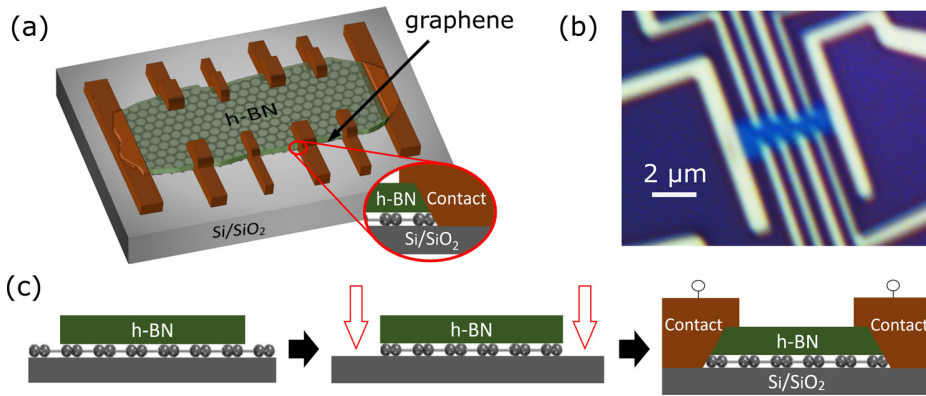 (a)
graphene
h-BN
Si/SiO₂
h-BN
Contact
Si/SiO₂
(b)
2 μm
(c)
h-BN
h-BN
Contact
Contact
h-BN
Si/SiO₂